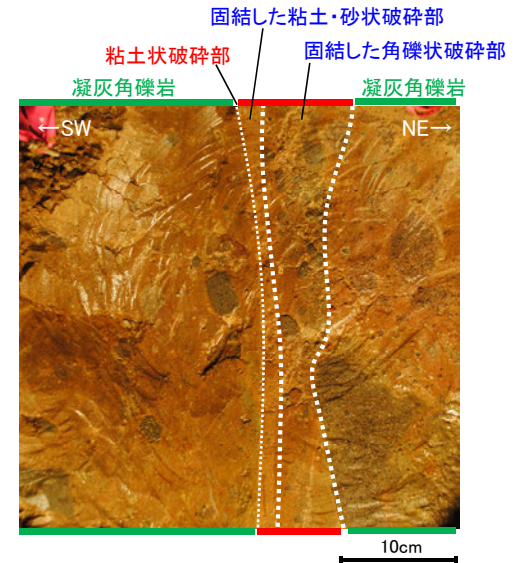 固結した粘土・砂状破砕部
粘土状破砕部
固結した角礫状破砕部
凝灰角礫岩
凝灰角礫岩
←SW
NE→
10cm